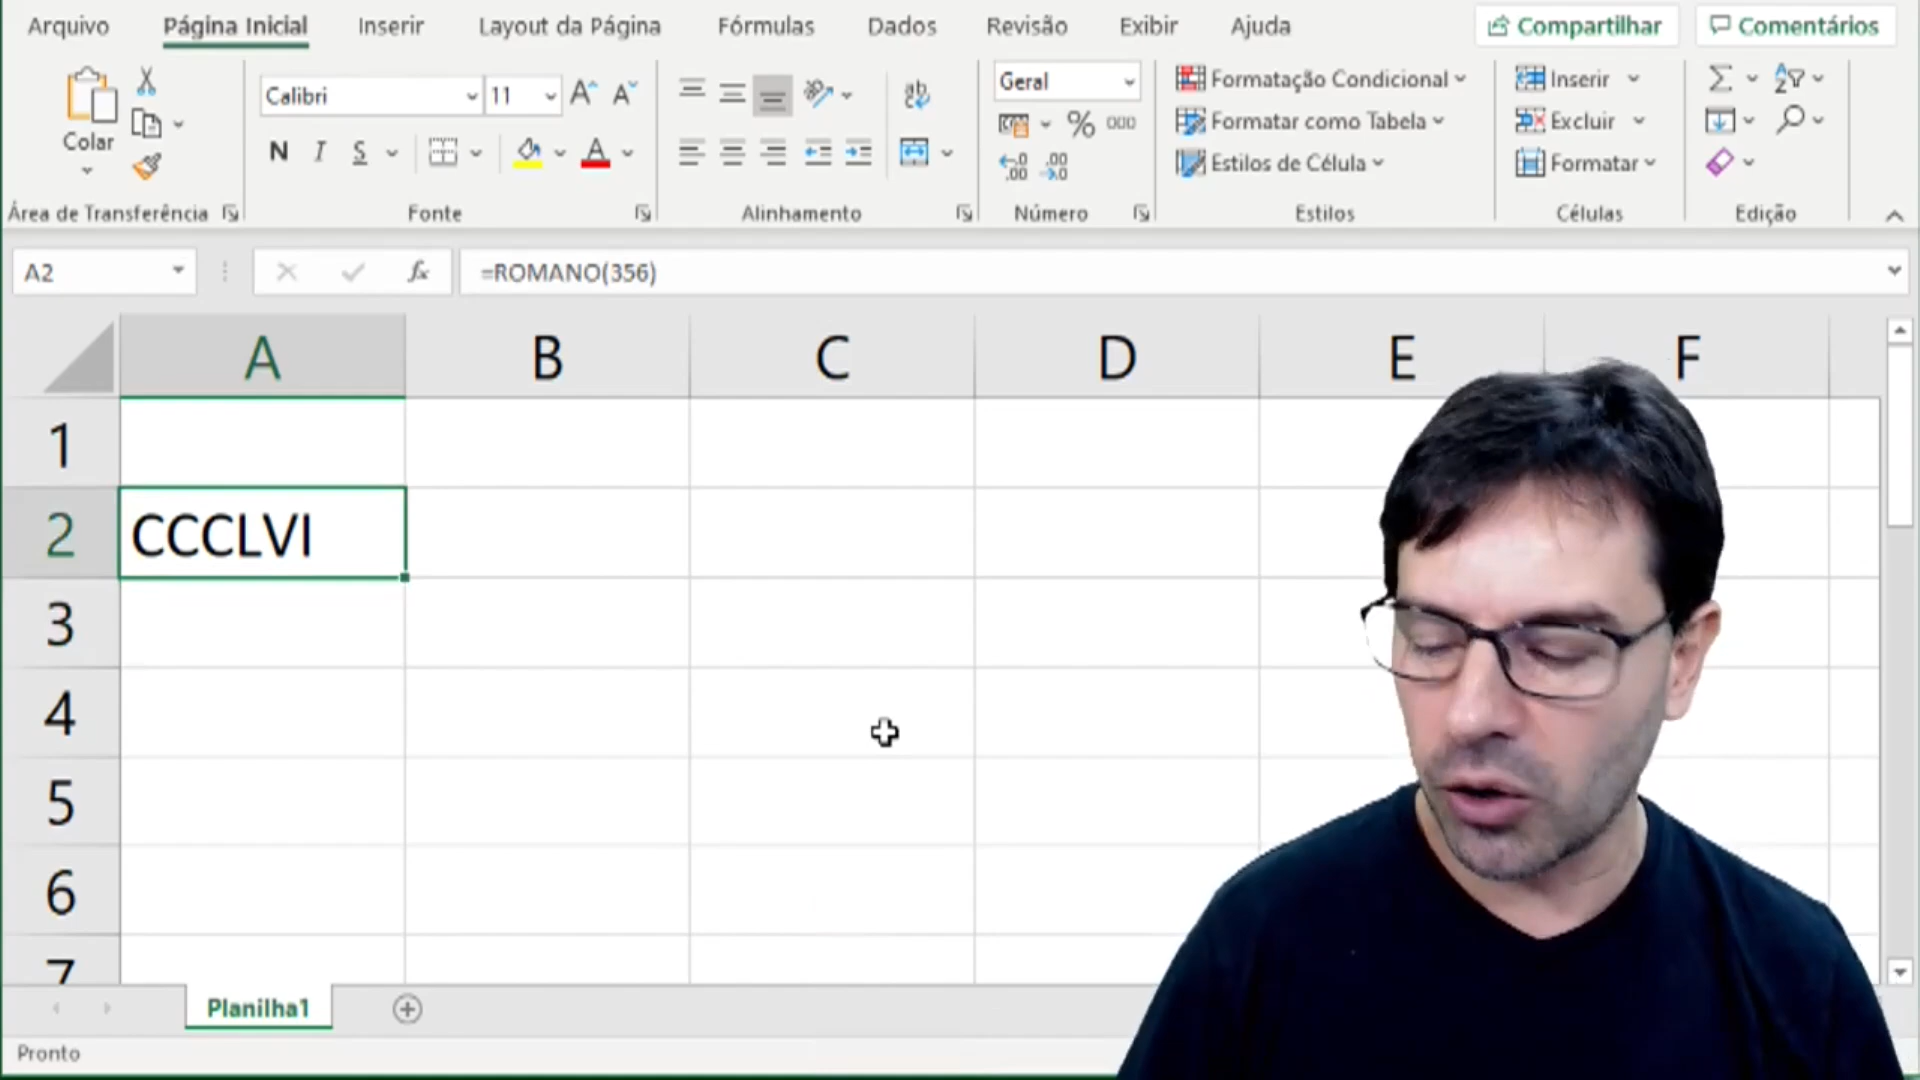 Arquivo Página Inicial Inserir Layout da Página Fórmulas Dados Revisão Exibir Ajuda Compartilhar Comentários
Colar
Calibri 11
N I S
Geral
% 000
Formatação Condicional
Formatar como Tabela
Estilos de Célula
Inserir
Excluir
Formatar
Área de Transferência Fonte Alinhamento Número Estilos Células Edição
A2 fx =ROMANO(356)
A B C D E F
1
2 CCCLVI
3
4
5
6
7
Planilha1
Pronto